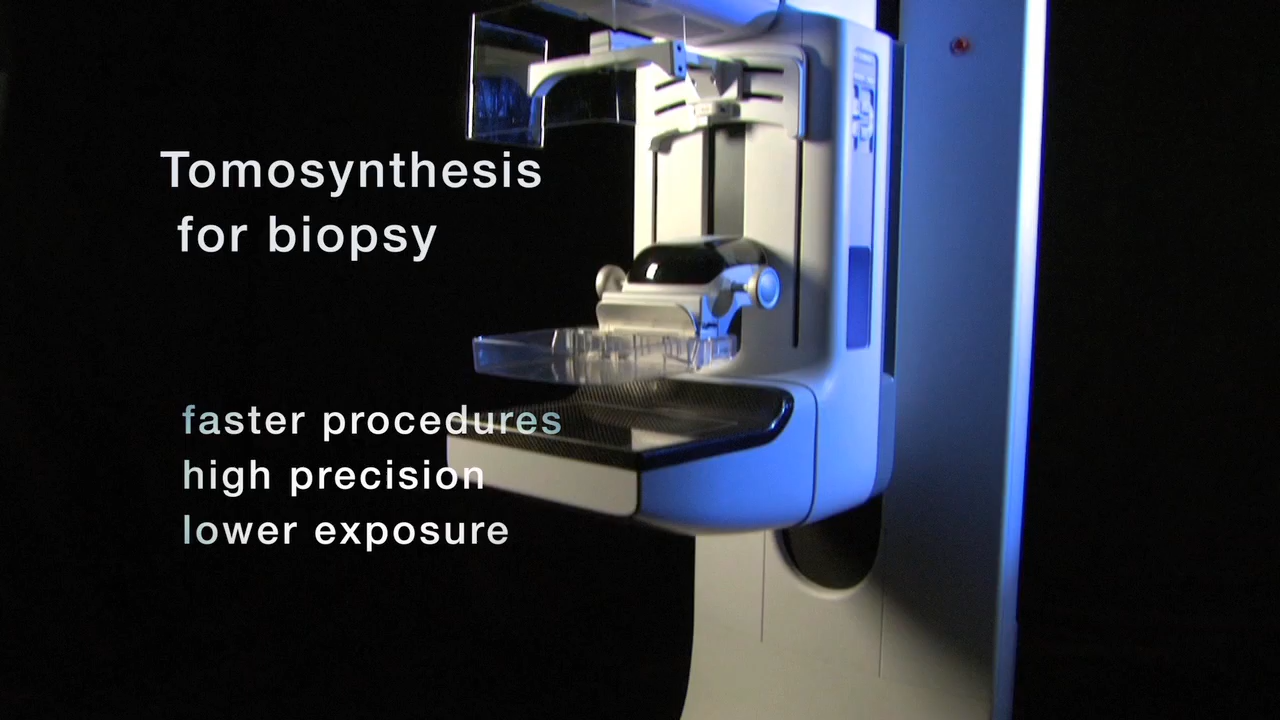 Tomosynthesis
for biopsy
faster procedures
high precision
lower exposure